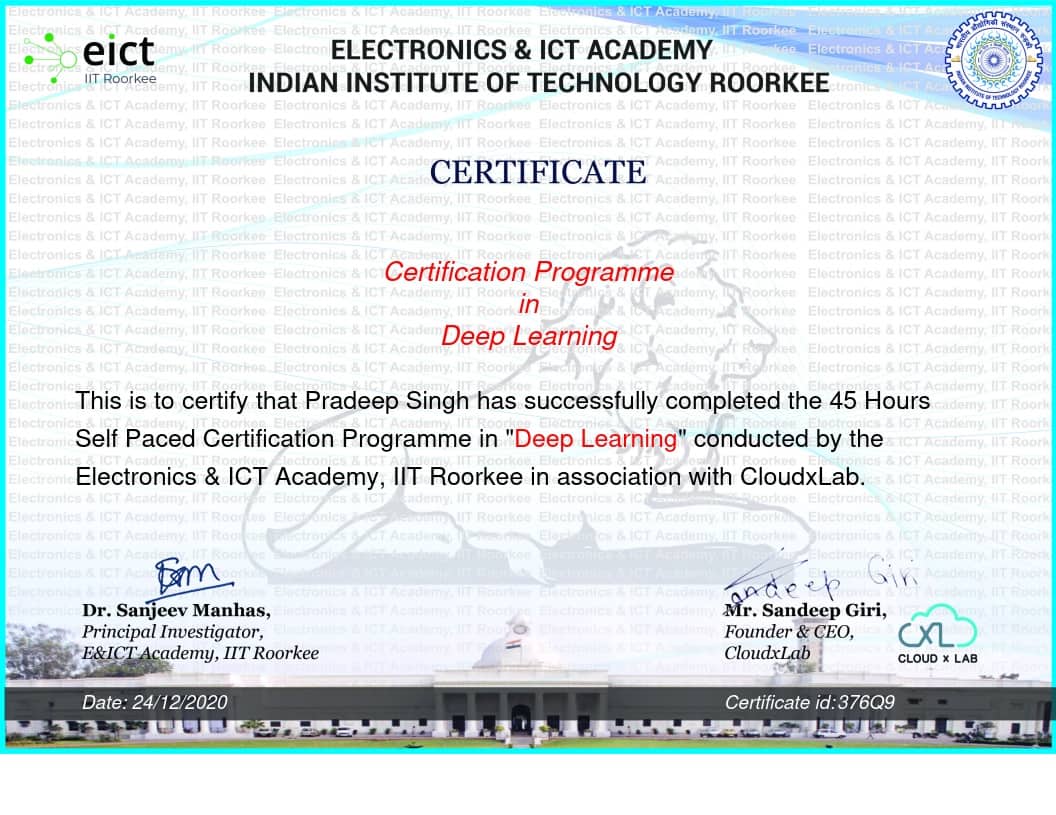 eict
IIT Roorkee
ELECTRONICS & ICT ACADEMY
INDIAN INSTITUTE OF TECHNOLOGY ROORKEE
CERTIFICATE
Certification Programme
in
Deep Learning
This is to certify that Pradeep Singh has successfully completed the 45 Hours
Self Paced Certification Programme in "Deep Learning" conducted by the
Electronics & ICT Academy, IIT Roorkee in association with CloudxLab.
Sandeep Giri
Dr. Sanjeev Manhas,
Principal Investigator,
E&ICT Academy, IIT Roorkee
Mr. Sandeep Giri,
Founder & CEO,
CloudxLab
CLOUD x LAB
Date: 24/12/2020
Certificate id:376Q9